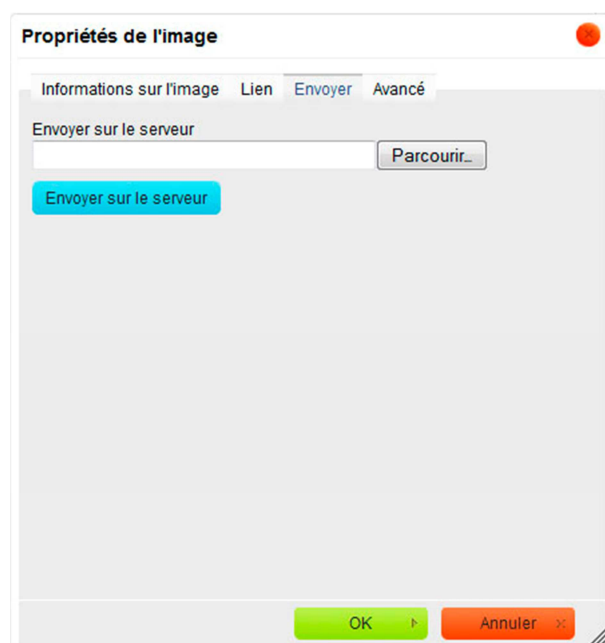 Propriétés de l'image
Informations sur l'image Lien Envoyer Avancé
Envoyer sur le serveur
Parcourir...
Envoyer sur le serveur
OK Annuler